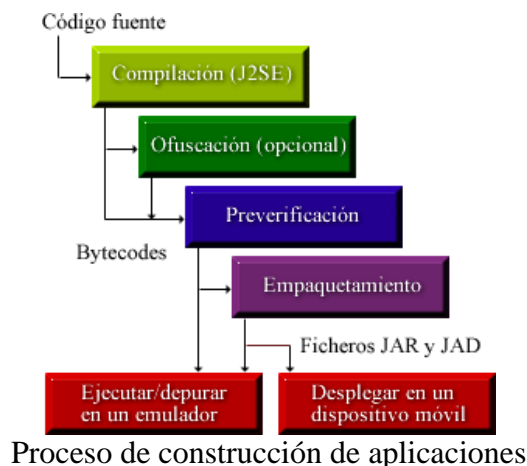 Código fuente
Compilación (J2SE)
Ofuscación (opcional)
Preverificación
Bytecodes
Empaquetamiento
Ficheros JAR y JAD
Ejecutar/depurar
en un emulador
Desplegar en un
dispositivo móvil
Proceso de construcción de aplicaciones